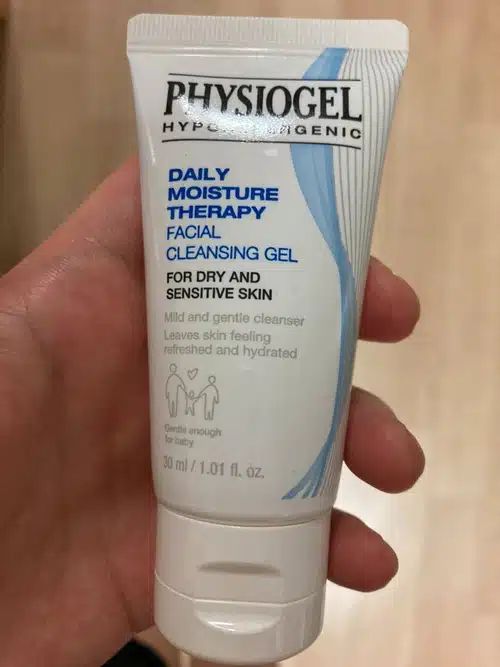 PHYSIOGEL
DAILY
MOISTURE
THERAPY
FACIAL
CLEANSING GEL
FOR DRY AND
SENSITIVE SKIN
Mild and gentle cleanser
Leaves skin feeling
refreshed and hydrated
Gentle enough
for baby
30 ml / 1.01 fl. oz.